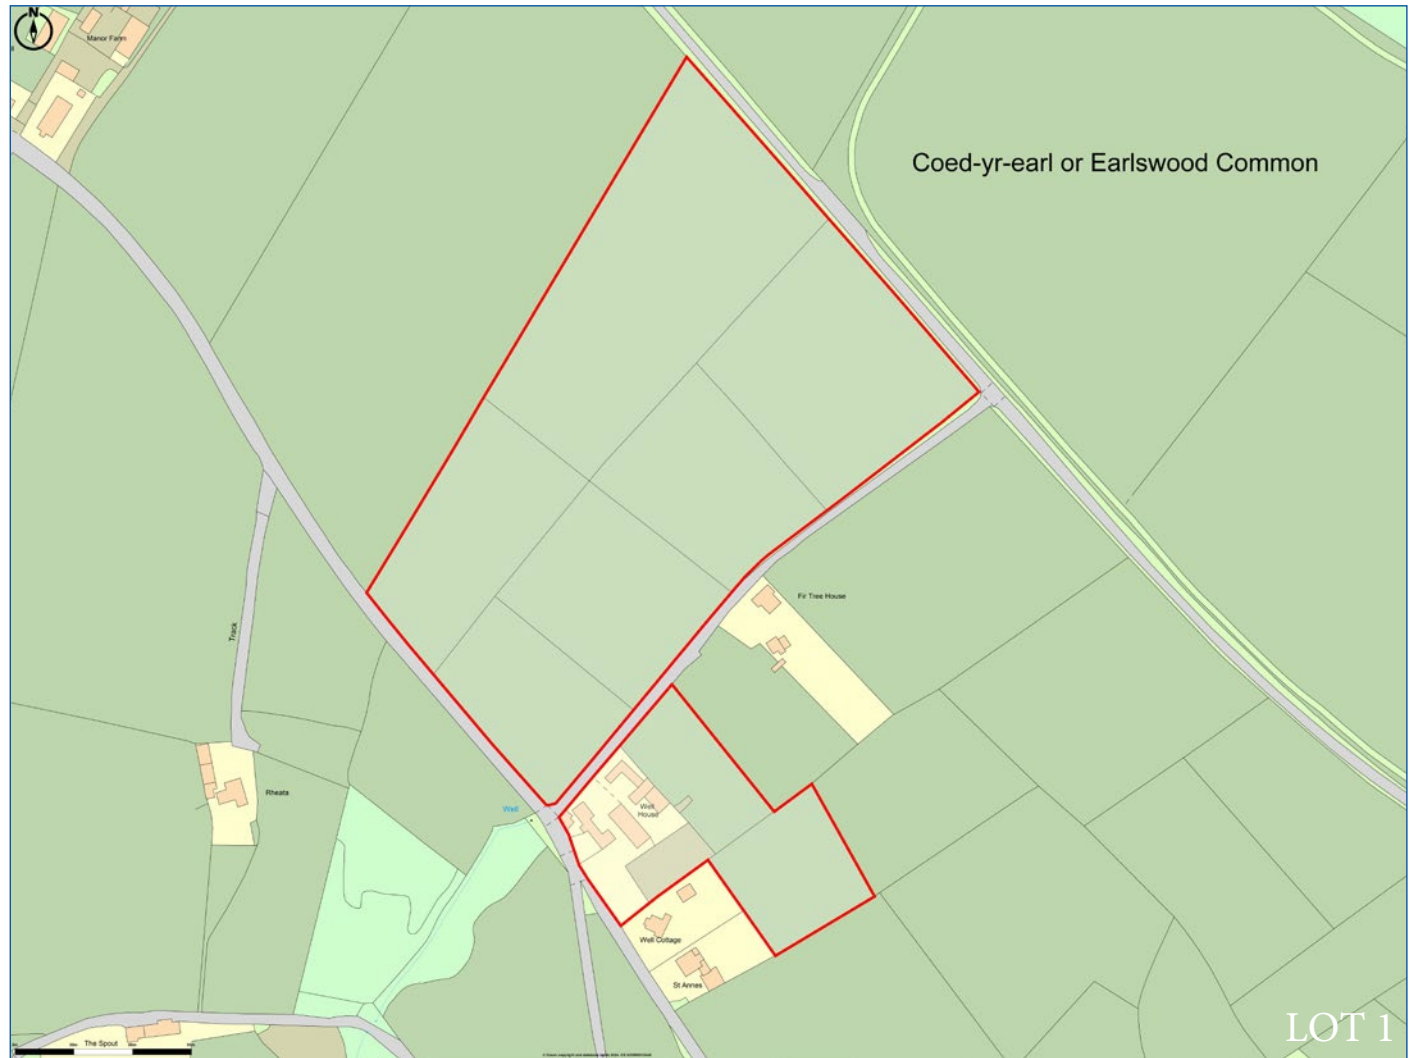 N
Manor Farm
Coed-yr-earl or Earlswood Common
Fir Tree House
Track
Rheata
Well
Well
House
Well Cottage
St Annes
The Spout
LOT 1